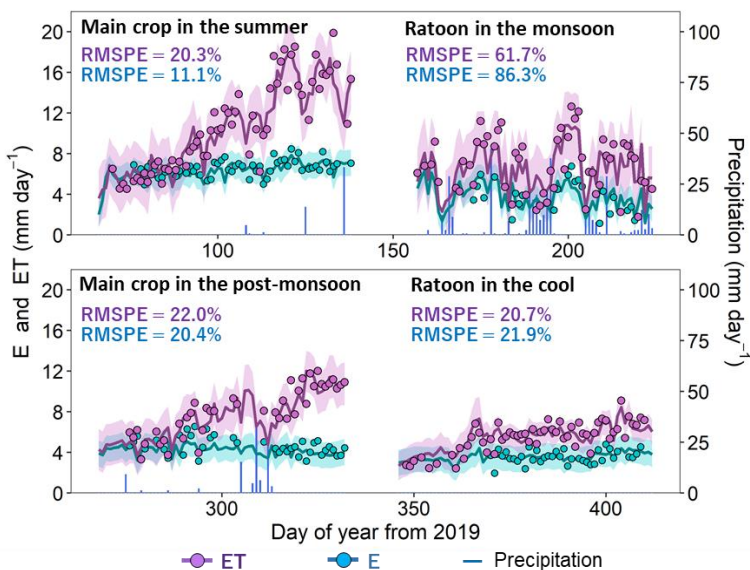 Main crop in the summer
RMSPE = 20.3%
RMSPE = 11.1%
Ratoon in the monsoon
RMSPE = 61.7%
RMSPE = 86.3%
20
16
12
8
4
0
100
75
50
25
0
100
150
200
Main crop in the post-monsoon
RMSPE = 22.0%
RMSPE = 20.4%
Ratoon in the cool
RMSPE = 20.7%
RMSPE = 21.9%
20
16
12
8
4
0
100
75
50
25
0
300
400
E and ET (mm day⁻¹)
Precipitation
(mm day⁻¹)
Day of year from 2019
ET
E
Precipitation